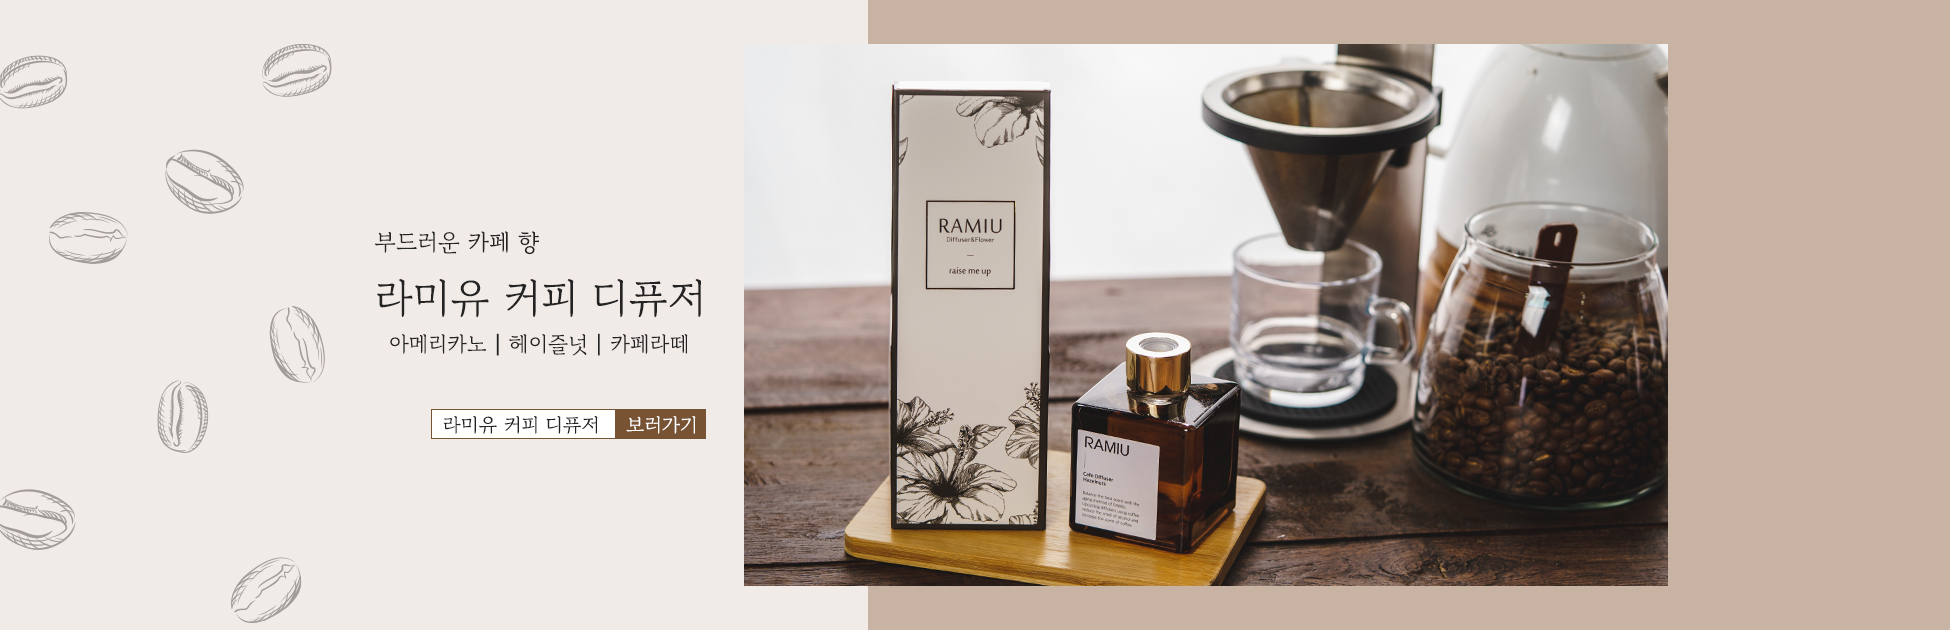 부드러운 카페 향
라미유 커피 디퓨저
아메리카노 | 헤이즐넛 | 카페라떼
라미유 커피 디퓨저 보러가기
RAMIU
Diffuser&Flower
raise me up
RAMIU
Cafe Diffuser
Hazelnuts